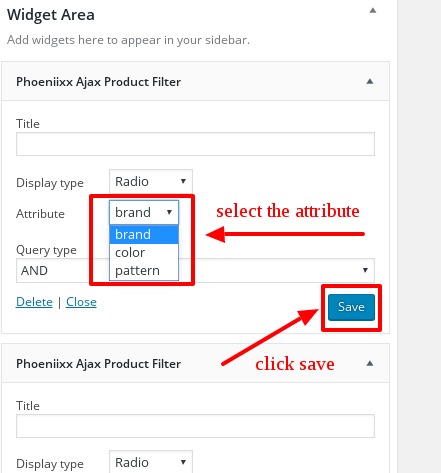 Widget Area
Add widgets here to appear in your sidebar.
Phoeniixx Ajax Product Filter
Title
Display type Radio
Attribute brand select the attribute
brand
color
Query type
pattern
AND
Delete | Close Save
Phoeniixx Ajax Product Filter
click save
Title
Display type Radio